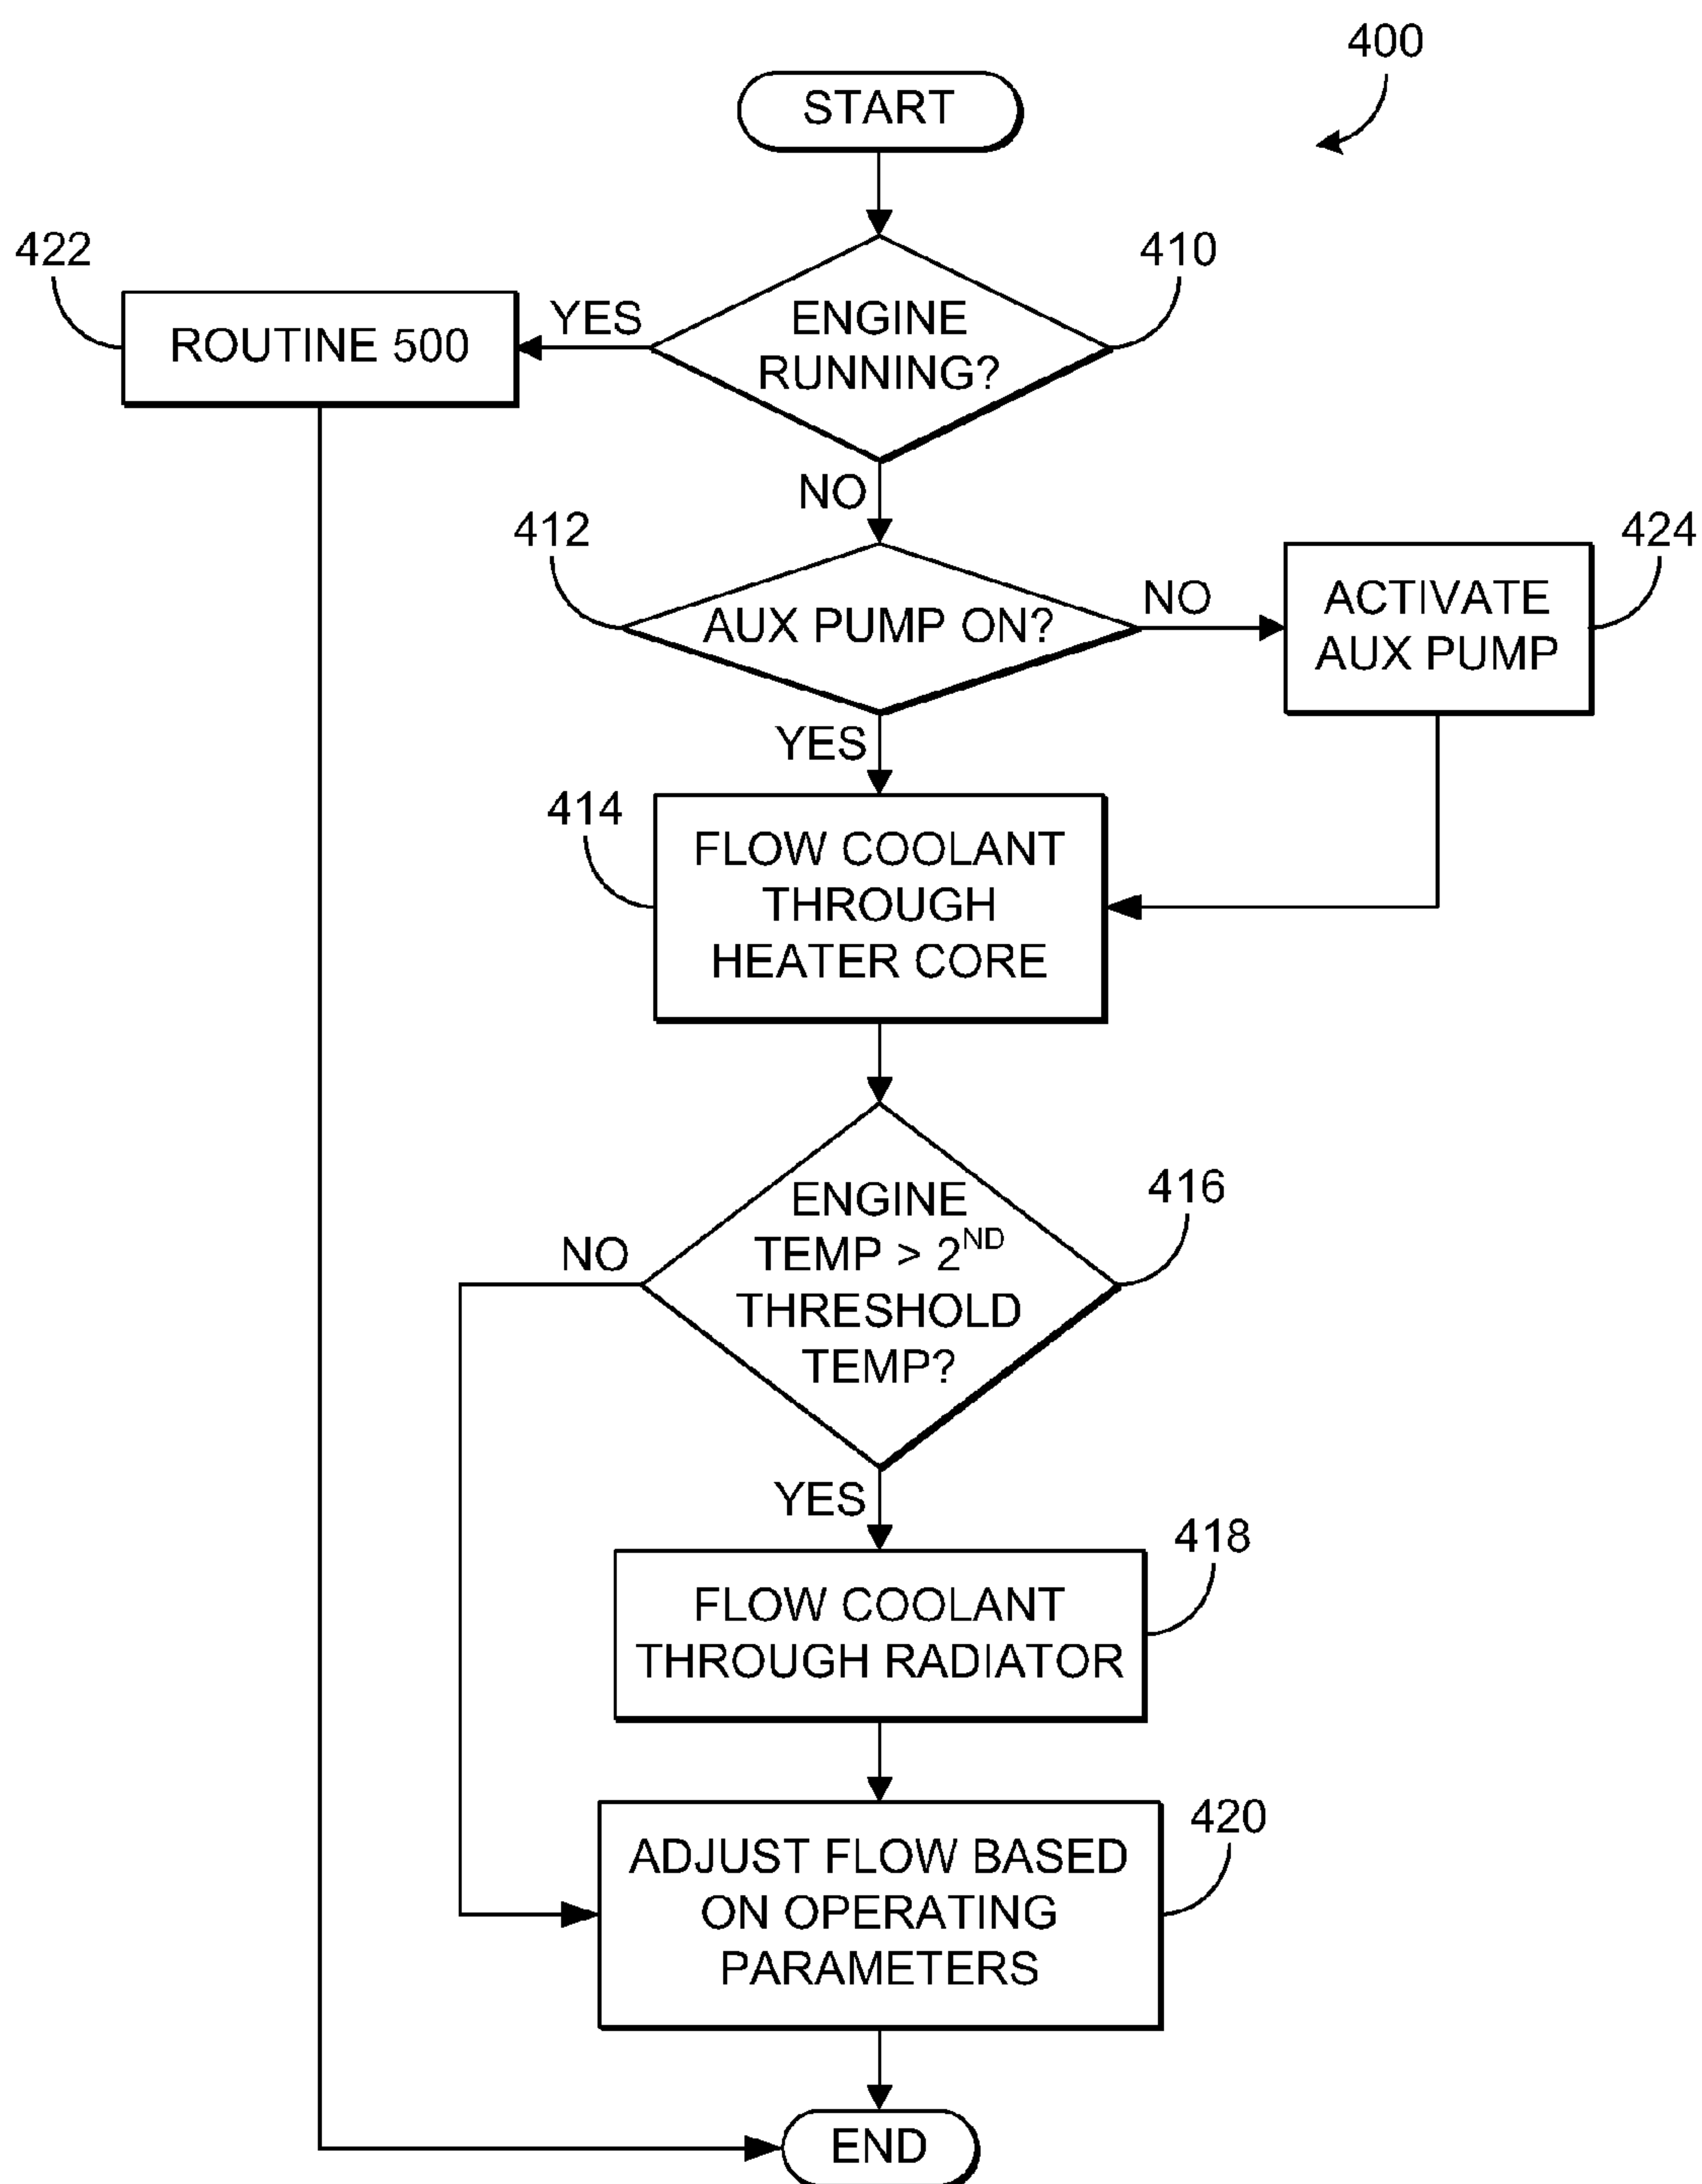 400
START
422
410
ROUTINE 500
YES
ENGINE
RUNNING?
NO
412
424
AUX PUMP ON?
NO
ACTIVATE
AUX PUMP
YES
414
FLOW COOLANT
THROUGH
HEATER CORE
416
ENGINE
TEMP > 2ND
THRESHOLD
TEMP?
NO
YES
418
FLOW COOLANT
THROUGH RADIATOR
420
ADJUST FLOW BASED
ON OPERATING
PARAMETERS
END